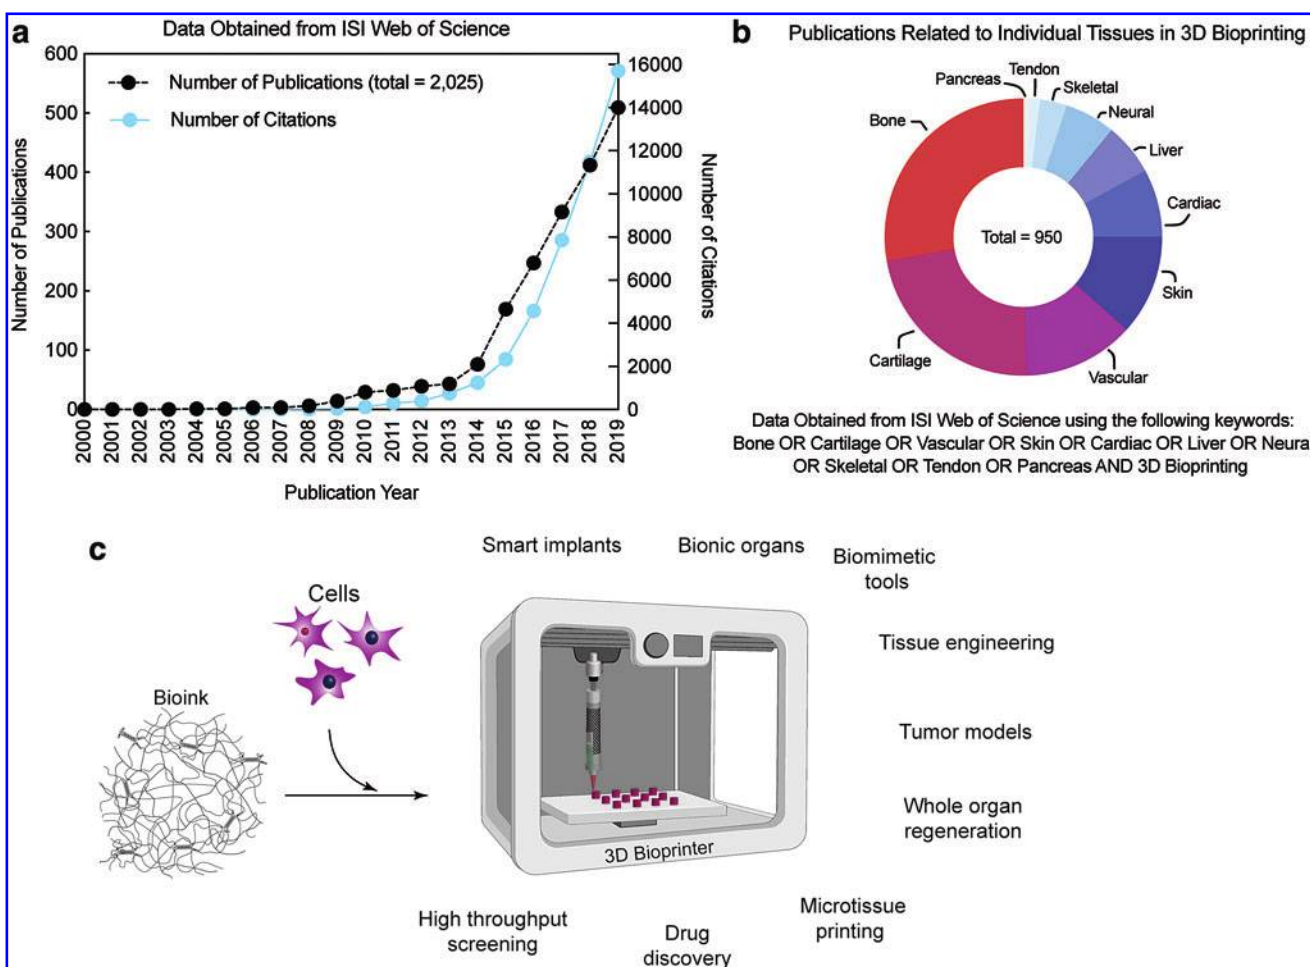 a
Data Obtained from ISI Web of Science
Number of Publications (total = 2,025)
Number of Citations
Number of Publications
600
500
400
300
200
100
0
Number of Citations
16000
14000
12000
10000
8000
6000
4000
2000
0
2000
2001
2002
2003
2004
2005
2006
2007
2008
2009
2010
2011
2012
2013
2014
2015
2016
2017
2018
2019
Publication Year
b
Publications Related to Individual Tissues in 3D Bioprinting
Pancreas
Tendon
Skeletal
Neural
Liver
Cardiac
Skin
Vascular
Cartilage
Bone
Total = 950
Data Obtained from ISI Web of Science using the following keywords:
Bone OR Cartilage OR Vascular OR Skin OR Cardiac OR Liver OR Neura
OR Skeletal OR Tendon OR Pancreas AND 3D Bioprinting
c
Cells
Bioink
3D Bioprinter
Smart implants
Bionic organs
Biomimetic
tools
Tissue engineering
Tumor models
Whole organ
regeneration
Microtissue
printing
Drug
discovery
High throughput
screening